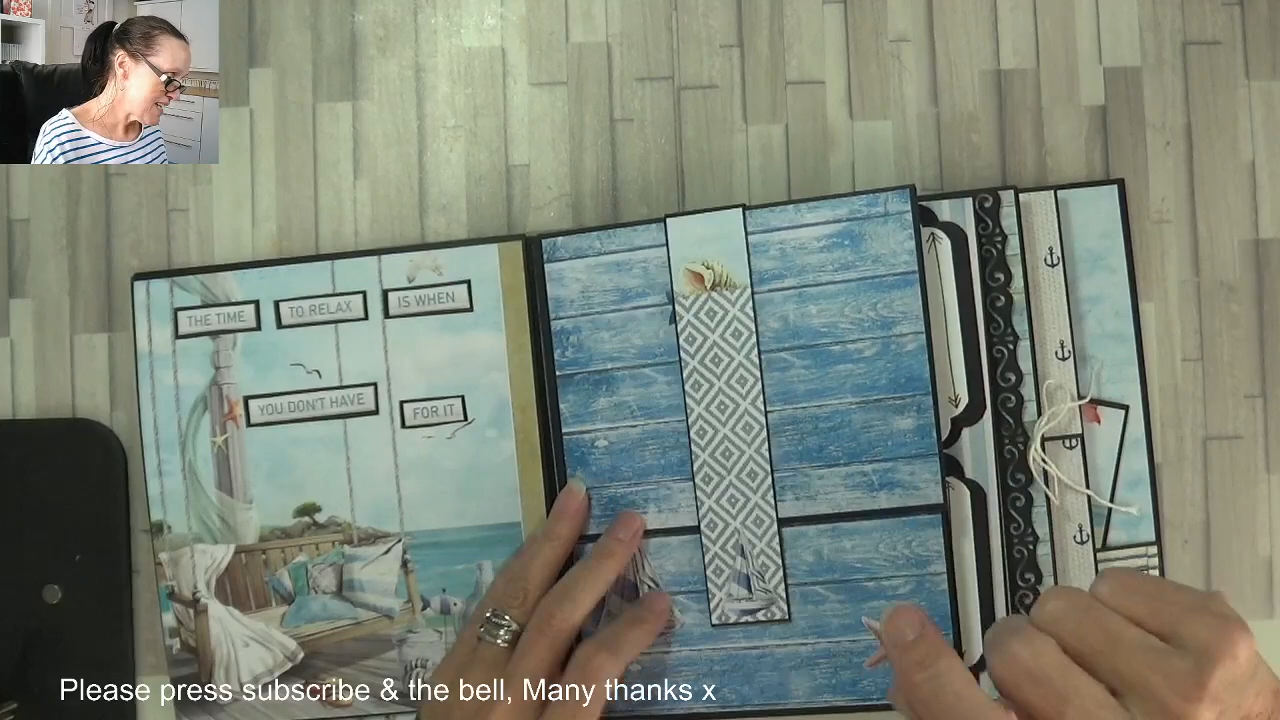 THE TIME TO RELAX IS WHEN
YOU DON'T HAVE FOR IT
Please press subscribe & the bell, Many thanks x